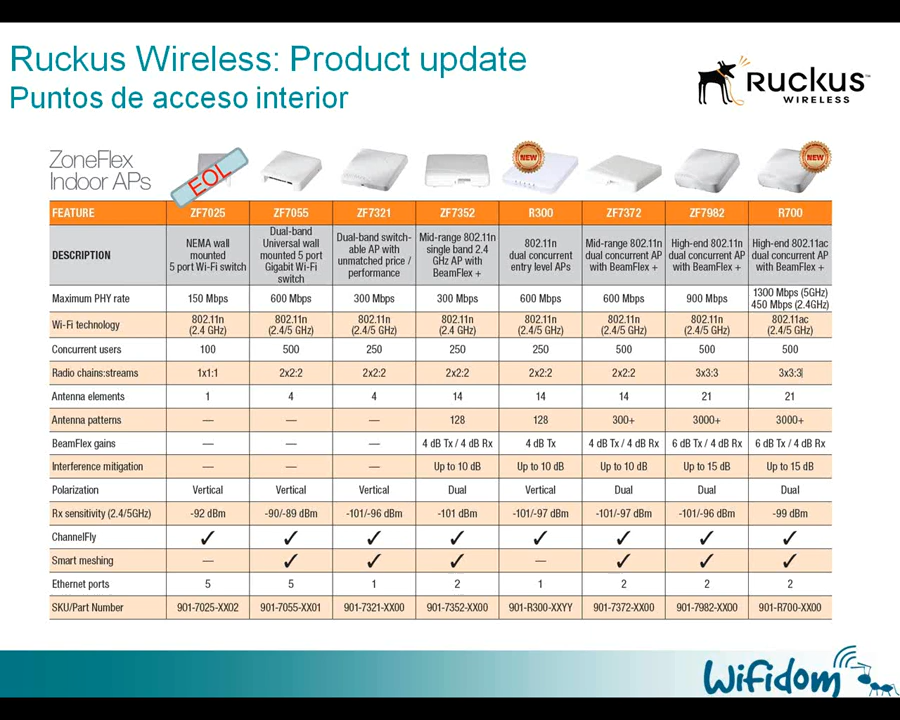 Ruckus Wireless: Product update
Puntos de acceso interior
RUCKUS™
WIRELESS
ZoneFlex
Indoor APs
EOL
NEW
NEW
FEATURE ZF7025 ZF7055 ZF7321 ZF7352 R300 ZF7372 ZF7982 R700
DESCRIPTION
NEMA wall
mounted
5 port Wi-Fi switch
Dual-band
Universal wall
mounted 5 port
Gigabit Wi-Fi
switch
Dual-band switch-
able AP with
unmatched price /
performance
Mid-range 802.11n
single band 2.4
GHz AP with
BeamFlex +
802.11n
dual concurrent
entry level APs
Mid-range 802.11n
dual concurrent AP
with BeamFlex +
High-end 802.11n
dual concurrent AP
with BeamFlex +
High-end 802.11ac
dual concurrent AP
with BeamFlex +
Maximum PHY rate 150 Mbps 600 Mbps 300 Mbps 300 Mbps 600 Mbps 600 Mbps 900 Mbps 1300 Mbps (5GHz)
450 Mbps (2.4GHz)
Wi-Fi technology 802.11n 802.11n 802.11n 802.11n 802.11n 802.11n 802.11n 802.11ac
(2.4 GHz) (2.4/5 GHz) (2.4/5 GHz) (2.4 GHz) (2.4/5 GHz) (2.4/5 GHz) (2.4/5 GHz) (2.4/5 GHz)
Concurrent users 100 500 250 250 250 500 500 500
Radio chains:streams 1x1:1 2x2:2 2x2:2 2x2:2 2x2:2 2x2:2 3x3:3 3x3:3
Antenna elements 1 4 4 14 14 14 21 21
Antenna patterns — — — 128 128 300+ 3000+ 3000+
BeamFlex gains — — — 4 dB Tx / 4 dB Rx 4 dB Tx 4 dB Tx / 4 dB Rx 6 dB Tx / 4 dB Rx 6 dB Tx / 4 dB Rx
Interference mitigation — — — Up to 10 dB Up to 10 dB Up to 10 dB Up to 15 dB Up to 15 dB
Polarization Vertical Vertical Vertical Dual Vertical Dual Dual Dual
Rx sensitivity (2.4/5GHz) -92 dBm -90/-89 dBm -101/-96 dBm -101 dBm -101/-97 dBm -101/-97 dBm -101/-96 dBm -99 dBm
ChannelFly ✓ ✓ ✓ ✓ ✓ ✓ ✓ ✓
Smart meshing — ✓ ✓ ✓ — ✓ ✓ ✓
Ethernet ports 5 5 1 2 1 2 2 2
SKU/Part Number 901-7025-XX02 901-7055-XX01 901-7321-XX00 901-7352-XX00 901-R300-XXYY 901-7372-XX00 901-7982-XX00 901-R700-XX00
Wifidom